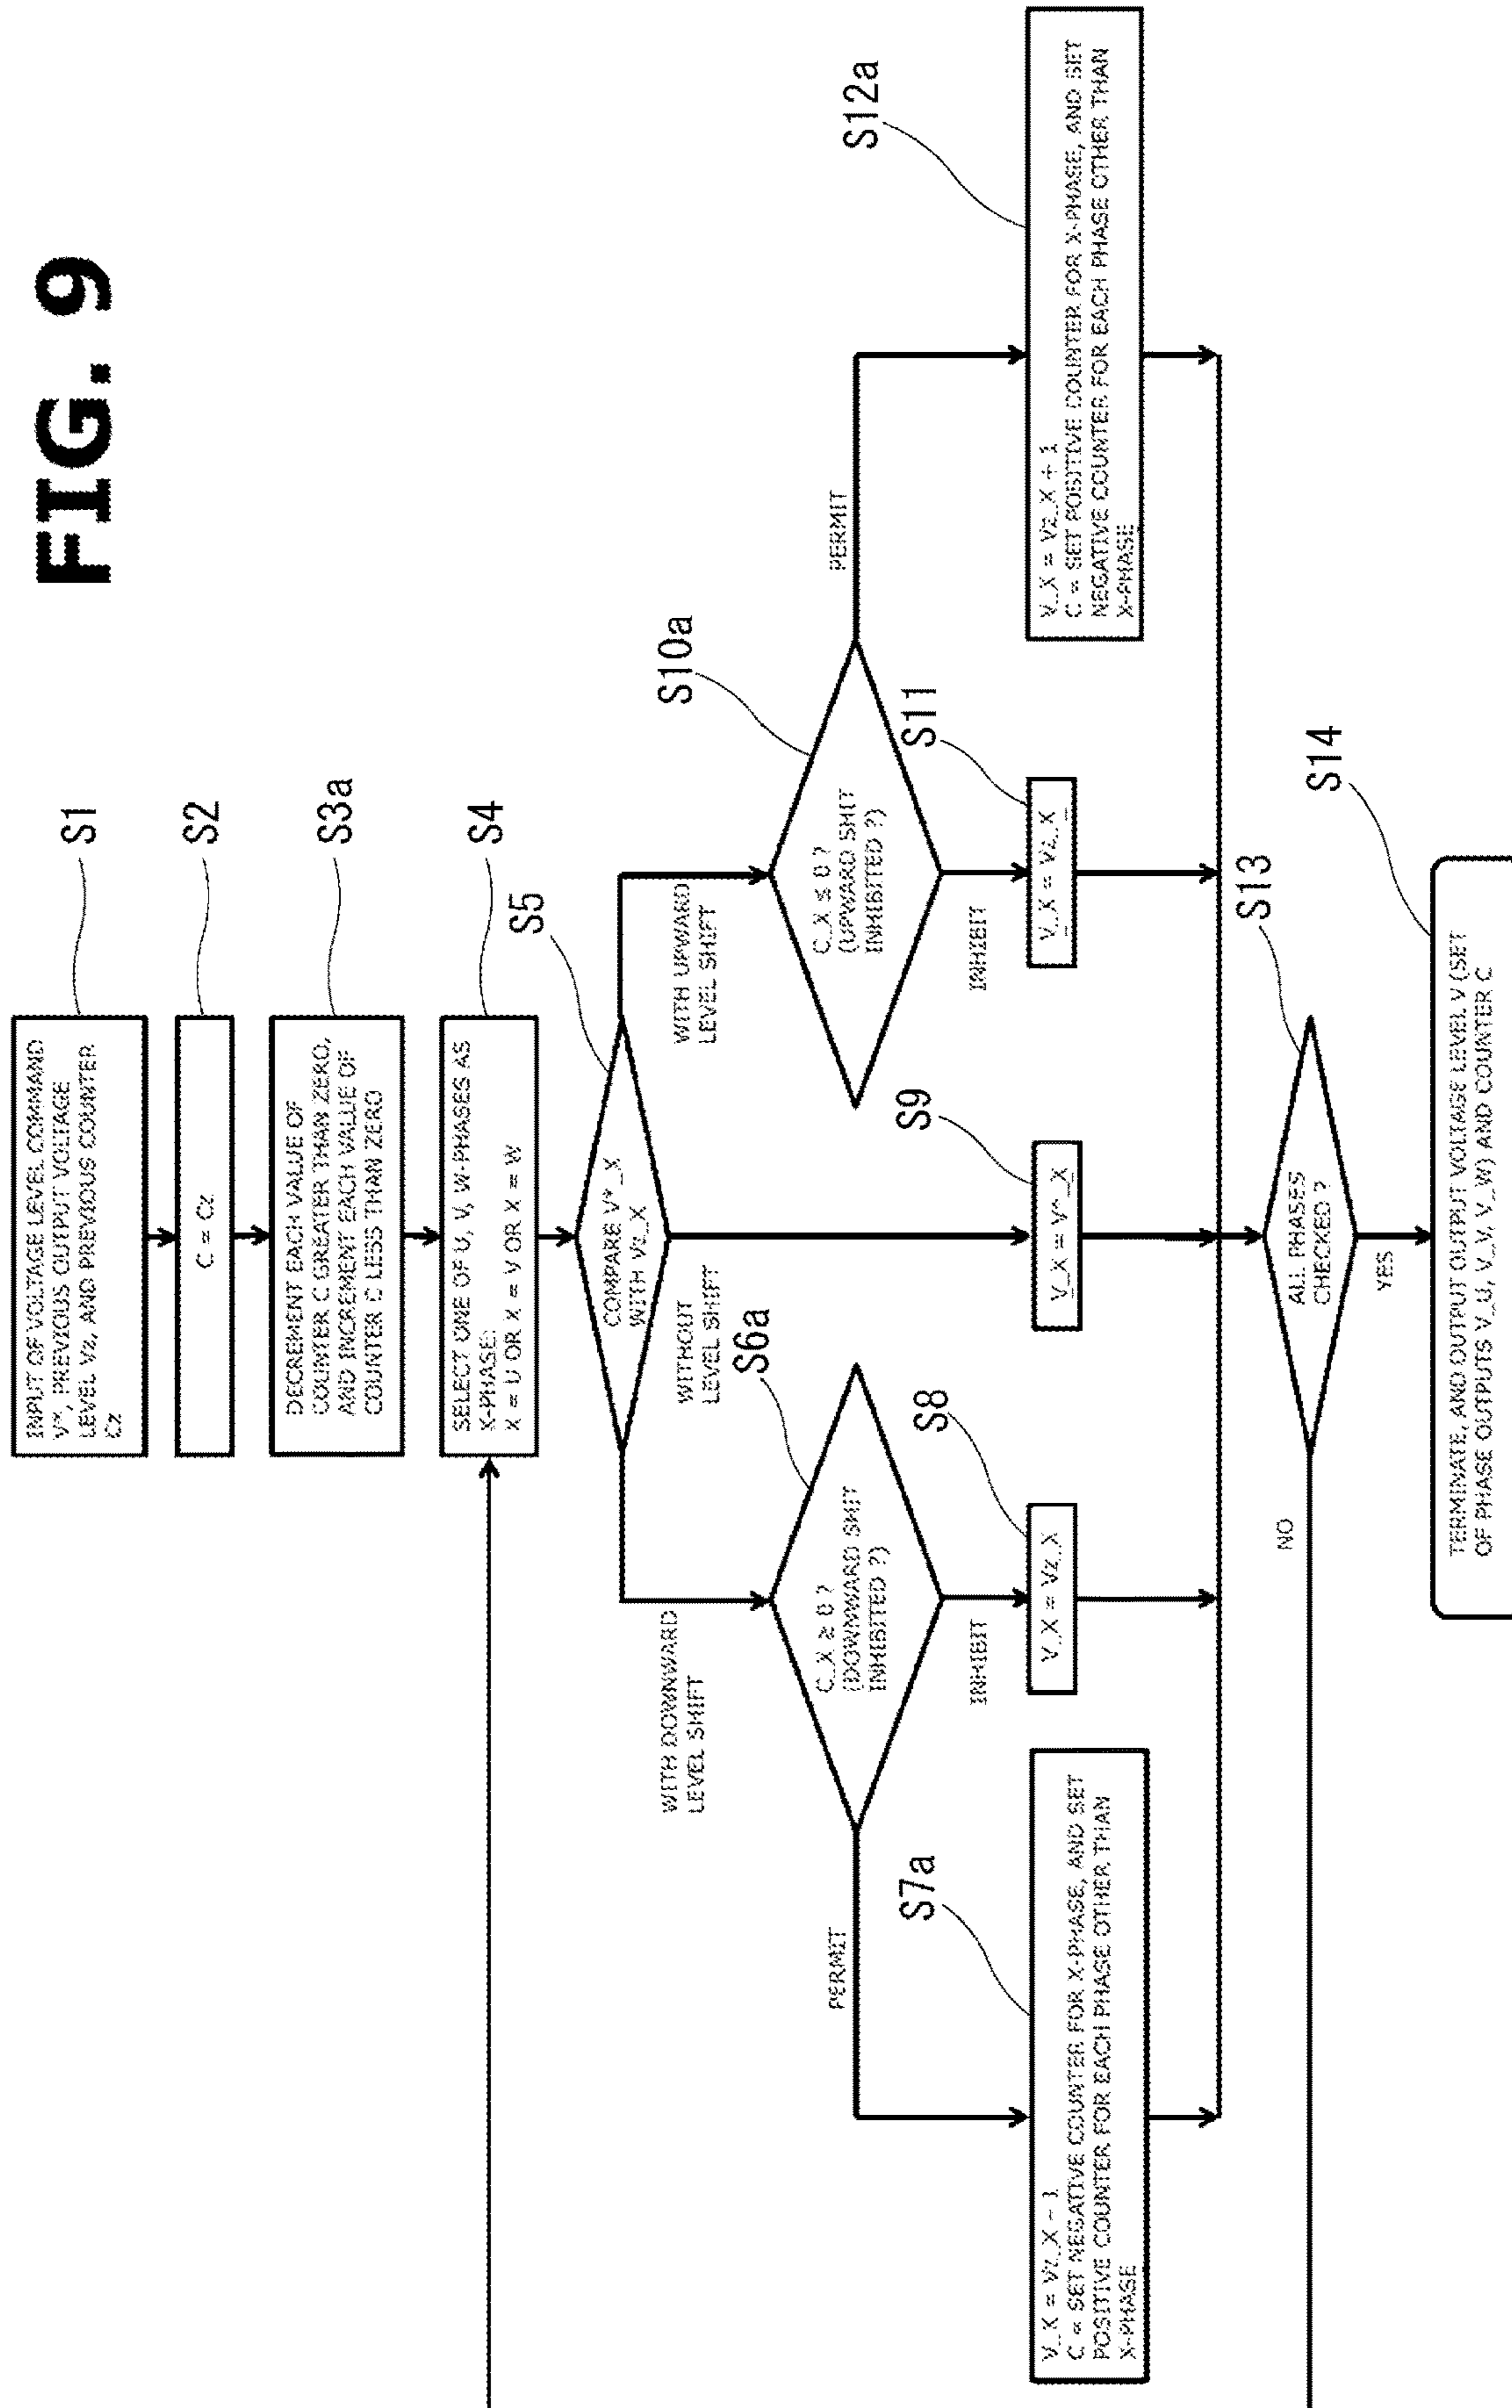 FIG. 9
INPUT OF VOLTAGE LEVEL COMMAND
V*, PREVIOUS OUTPUT VOLTAGE
LEVEL Vz, AND PREVIOUS COUNTER
Cz
S1
C = Cz
S2
DECREMENT EACH VALUE OF
COUNTER C GREATER THAN ZERO,
AND INCREMENT EACH VALUE OF
COUNTER C LESS THAN ZERO
S3a
SELECT ONE OF U, V, W-PHASES AS
X-PHASE:
X = U OR X = V OR X = W
S4
COMPARE V*_X
WITH Vz_X
S5
WITH DOWNWARD
LEVEL SHIFT
WITHOUT
LEVEL SHIFT
WITH UPWARD
LEVEL SHIFT
C_X ≥ 0 ?
(DOWNWARD SHIT
INHIBITED ?)
S6a
C_X ≤ 0 ?
(UPWARD SHIT
INHIBITED ?)
S10a
PERMIT
INHIBIT
INHIBIT
PERMIT
V_X = Vz_X - 1
C = SET NEGATIVE COUNTER FOR X-PHASE, AND SET
POSITIVE COUNTER FOR EACH PHASE OTHER THAN
X-PHASE
S7a
V_X = Vz_X
S8
V_X = V*_X
S9
V_X = Vz_X
S11
V_X = Vz_X + 1
C = SET POSITIVE COUNTER FOR X-PHASE, AND SET
NEGATIVE COUNTER FOR EACH PHASE OTHER THAN
X-PHASE
S12a
ALL PHASES
CHECKED ?
S13
NO
YES
TERMINATE, AND OUTPUT OUTPUT VOLTAGE LEVEL V (SET
OF PHASE OUTPUTS V_U, V_V, V_W) AND COUNTER C
S14